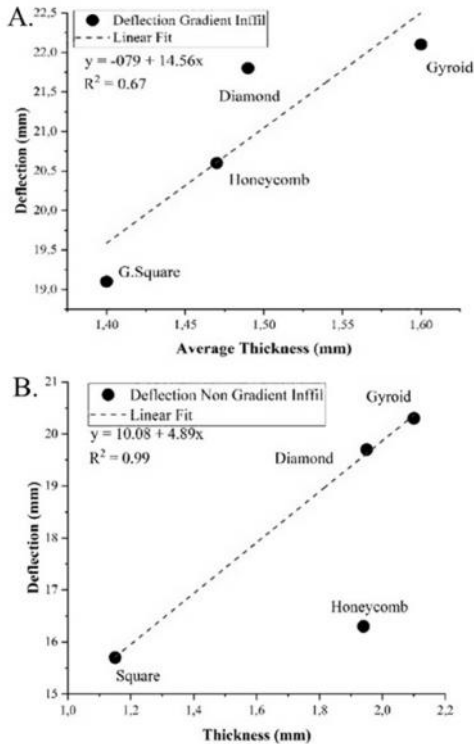 A.
Deflection Gradient Inffil
Linear Fit
y = -079 + 14.56x
R² = 0.67
Diamond
Gyroid
Honeycomb
G.Square
22,5
22,0
21,5
21,0
20,5
20,0
19,5
19,0
Deflection (mm)
1,40 1,45 1,50 1,55 1,60
Average Thickness (mm)
B.
Deflection Non Gradient Inffil
Linear Fit
y = 10.08 + 4.89x
R² = 0.99
Gyroid
Diamond
Honeycomb
Square
21
20
19
18
17
16
15
Deflection (mm)
1,0 1,2 1,4 1,6 1,8 2,0 2,2
Thickness (mm)